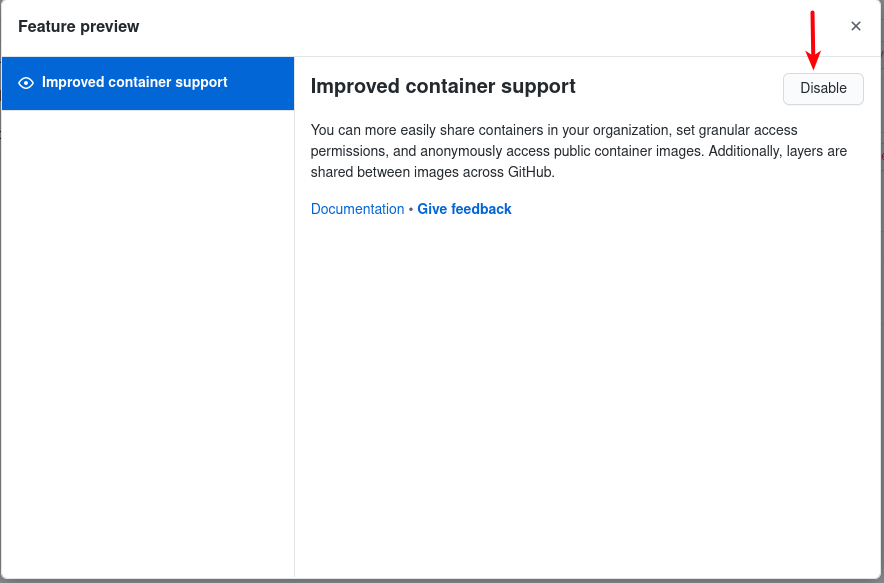 Feature preview
Improved container support
Improved container support
Disable
You can more easily share containers in your organization, set granular access
permissions, and anonymously access public container images. Additionally, layers are
shared between images across GitHub.
Documentation • Give feedback